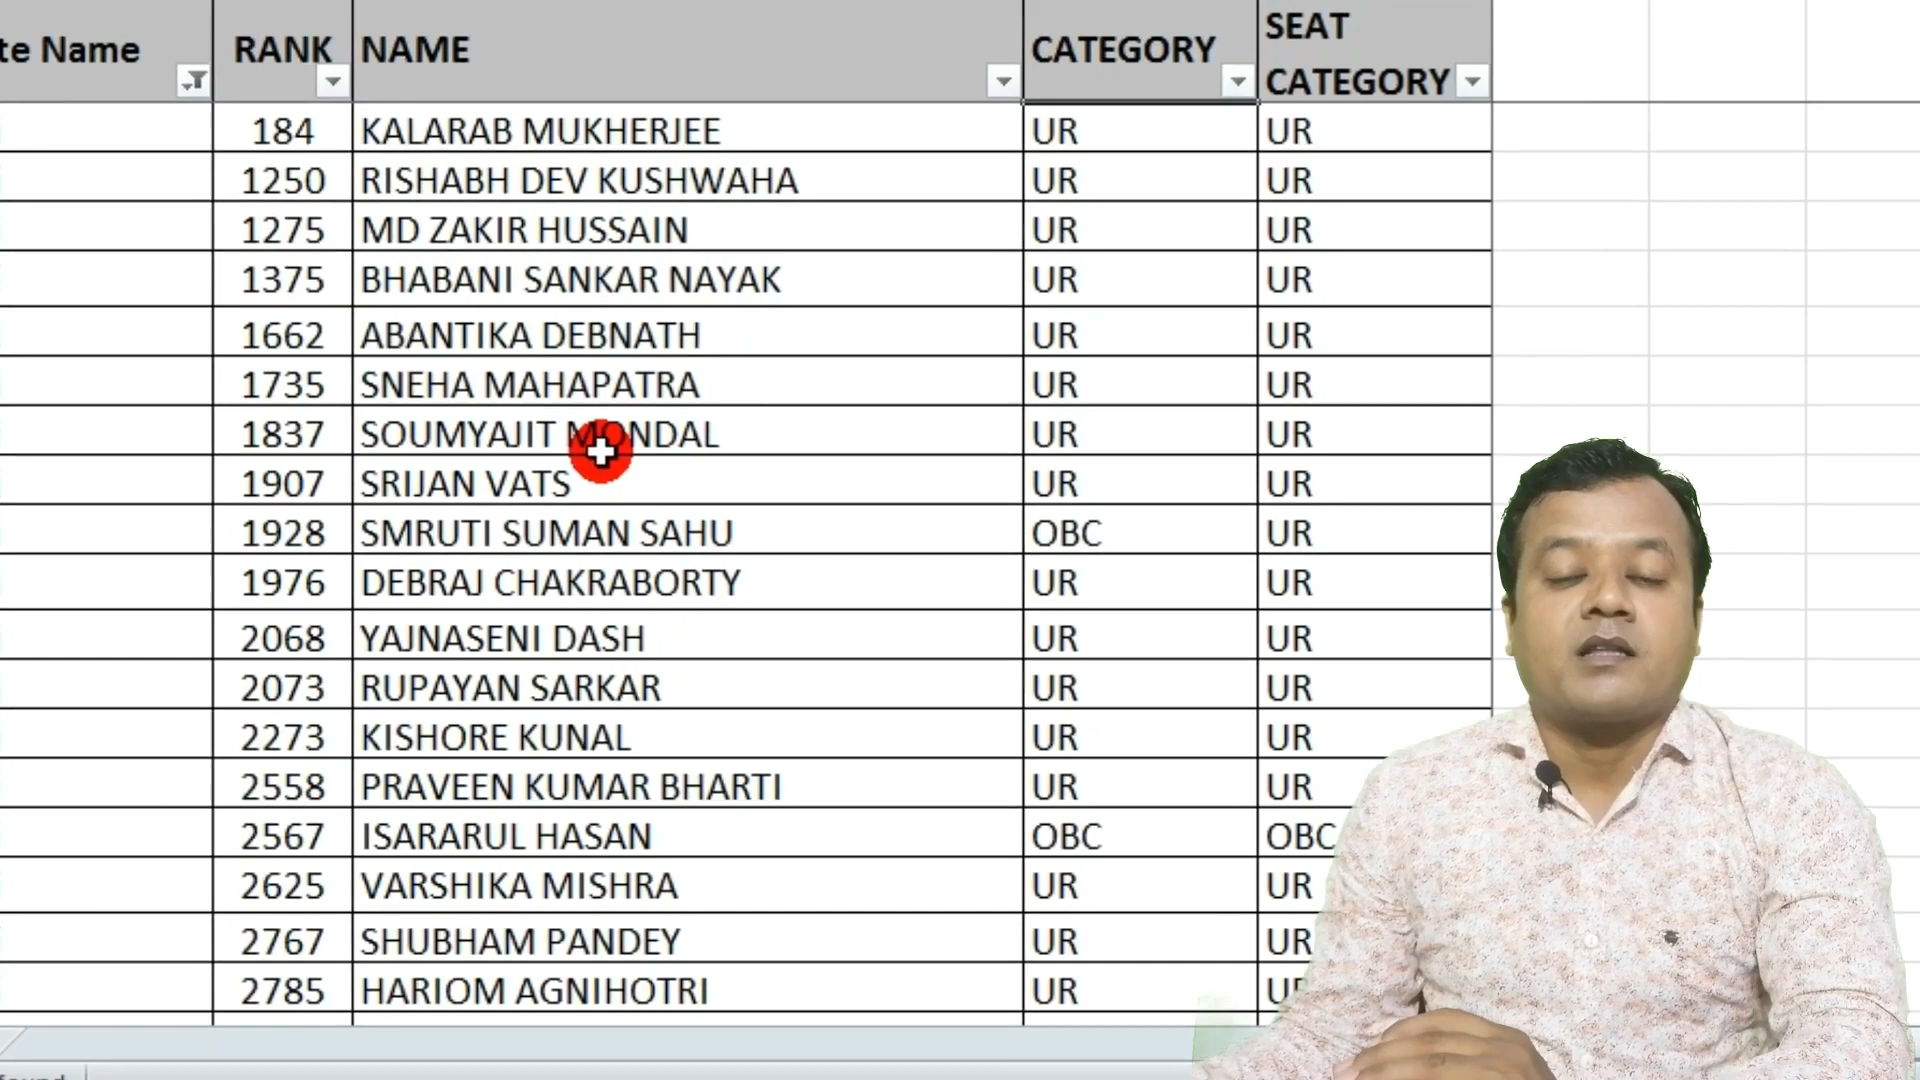 te Name RANK NAME CATEGORY SEAT CATEGORY
184 KALARAB MUKHERJEE UR UR
1250 RISHABH DEV KUSHWAHA UR UR
1275 MD ZAKIR HUSSAIN UR UR
1375 BHABANI SANKAR NAYAK UR UR
1662 ABANTIKA DEBNATH UR UR
1735 SNEHA MAHAPATRA UR UR
1837 SOUMYAJIT MONDAL UR UR
1907 SRIJAN VATS UR UR
1928 SMRUTI SUMAN SAHU OBC UR
1976 DEBRAJ CHAKRABORTY UR UR
2068 YAJNASENI DASH UR UR
2073 RUPAYAN SARKAR UR UR
2273 KISHORE KUNAL UR UR
2558 PRAVEEN KUMAR BHARTI UR UR
2567 ISARARUL HASAN OBC OBC
2625 VARSHIKA MISHRA UR UR
2767 SHUBHAM PANDEY UR UR
2785 HARIOM AGNIHOTRI UR UR